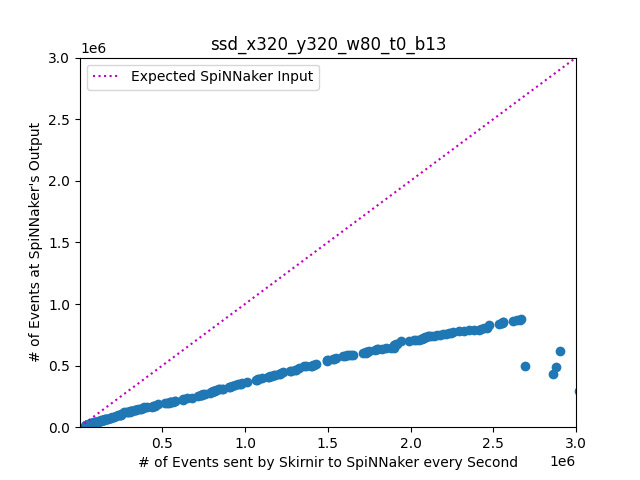 ssd_x320_y320_w80_t0_b13
1e6
3.0
2.5
2.0
1.5
1.0
0.5
0.0
Expected SpiNNaker Input
# of Events at SpiNNaker's Output
0.5 1.0 1.5 2.0 2.5 3.0
# of Events sent by Skirnir to SpiNNaker every Second
1e6